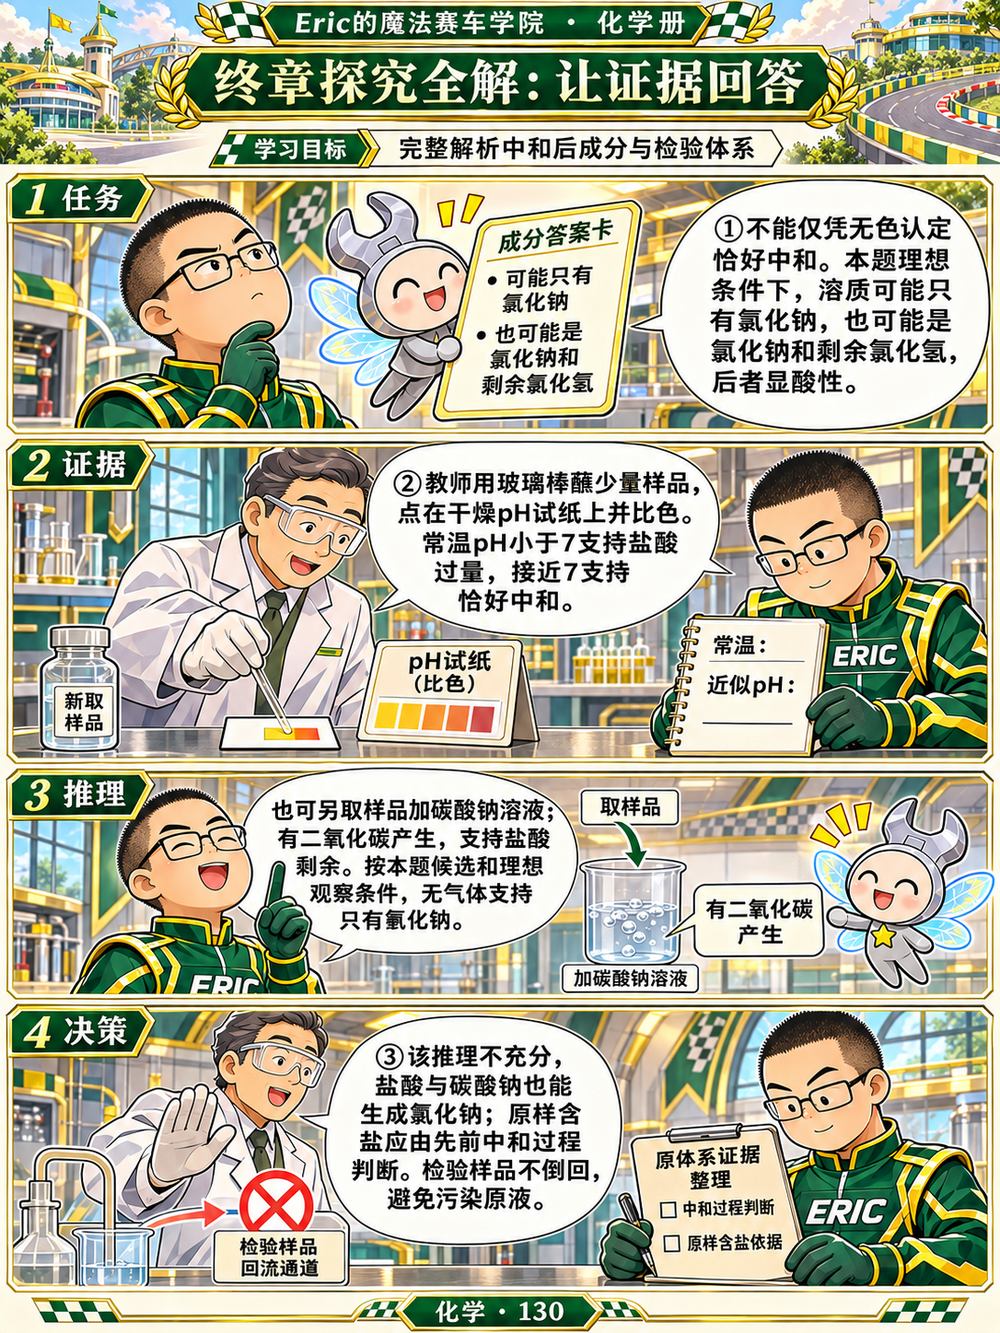 Eric的魔法赛车学院 · 化学册
终章探究全解：让证据回答
学习目标
完整解析中和后成分与检验体系
1 任务
成分答案卡
• 可能只有
氯化钠
• 也可能是
氯化钠和
剩余氯化氢
①不能仅凭无色认定
恰好中和。本题理想
条件下，溶质可能只
有氯化钠，也可能是
氯化钠和剩余氯化氢，
后者显酸性。
2 证据
②教师用玻璃棒蘸少量样品，
点在干燥pH试纸上并比色。
常温pH小于7支持盐酸
过量，接近7支持
恰好中和。
新取
样品
pH试纸
（比色）
常温：
近似pH：
ERIC
3 推理
也可另取样品加碳酸钠溶液；
有二氧化碳产生，支持盐酸
剩余。按本题候选和理想
观察条件，无气体支持
只有氯化钠。
取样品
有二氧化碳
产生
加碳酸钠溶液
ERIC
4 决策
③该推理不充分，
盐酸与碳酸钠也能
生成氯化钠；原样含
盐应由先前中和过程
判断。检验样品不倒回，
避免污染原液。
检验样品
回流通道
原体系证据
整理
中和过程判断
原样含盐依据
ERIC
化学 · 130